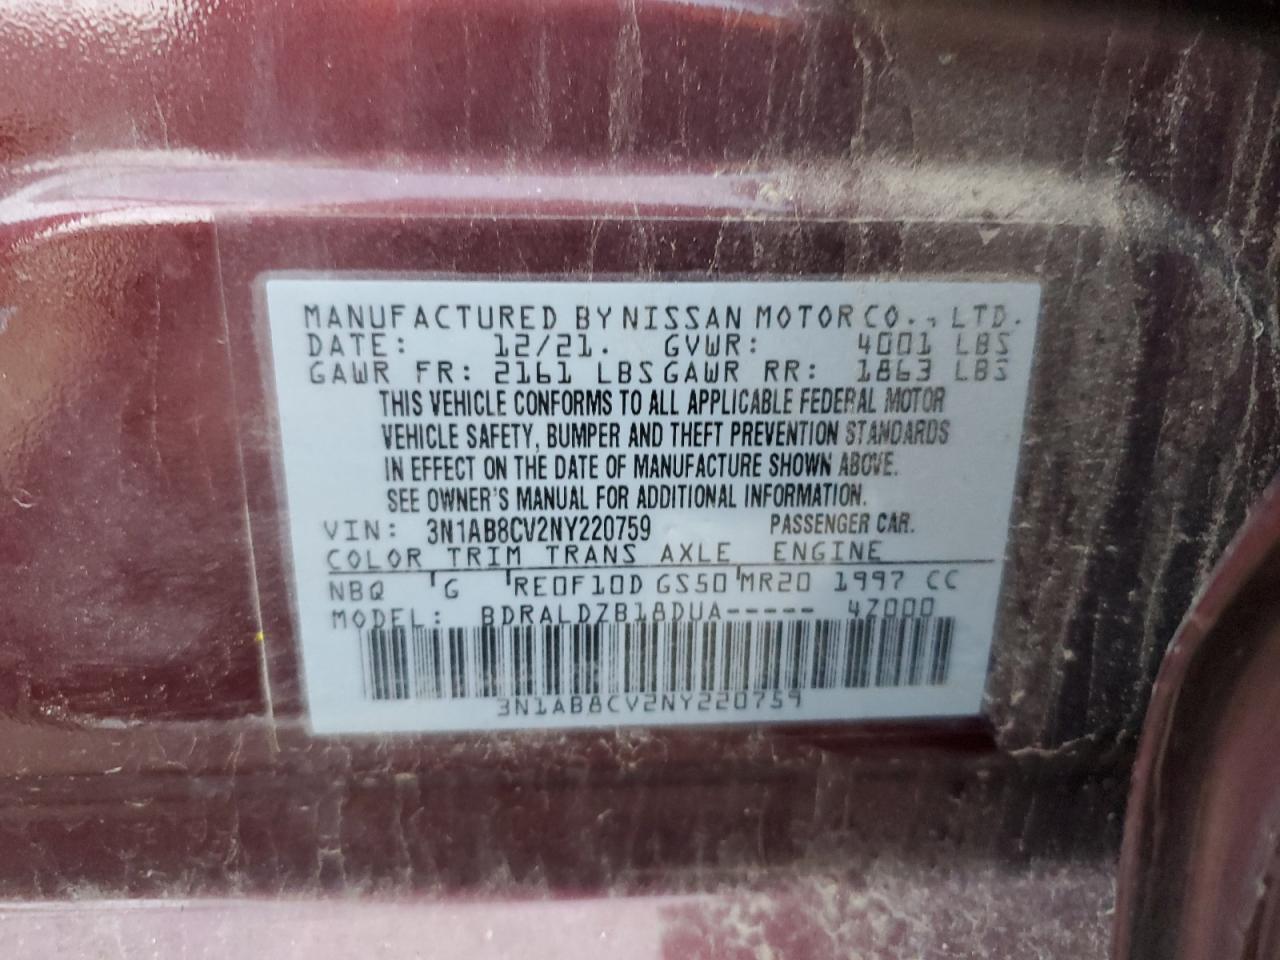 MANUFACTURED BY NISSAN MOTOR CO., LTD.
DATE: 12/21. GVWR: 4001 LBS
GAWR FR: 2161 LBS GAWR RR: 1863 LBS
THIS VEHICLE CONFORMS TO ALL APPLICABLE FEDERAL MOTOR
VEHICLE SAFETY, BUMPER AND THEFT PREVENTION STANDARDS
IN EFFECT ON THE DATE OF MANUFACTURE SHOWN ABOVE.
SEE OWNER'S MANUAL FOR ADDITIONAL INFORMATION.
VIN: 3N1AB8CV2NY220759 PASSENGER CAR.
COLOR TRIM TRANS AXLE ENGINE
NBQ G RE0F10D GS50 MR20 1997 CC
MODEL: BDRALDZB18DUA----- 4Z000
3N1AB8CV2NY220759